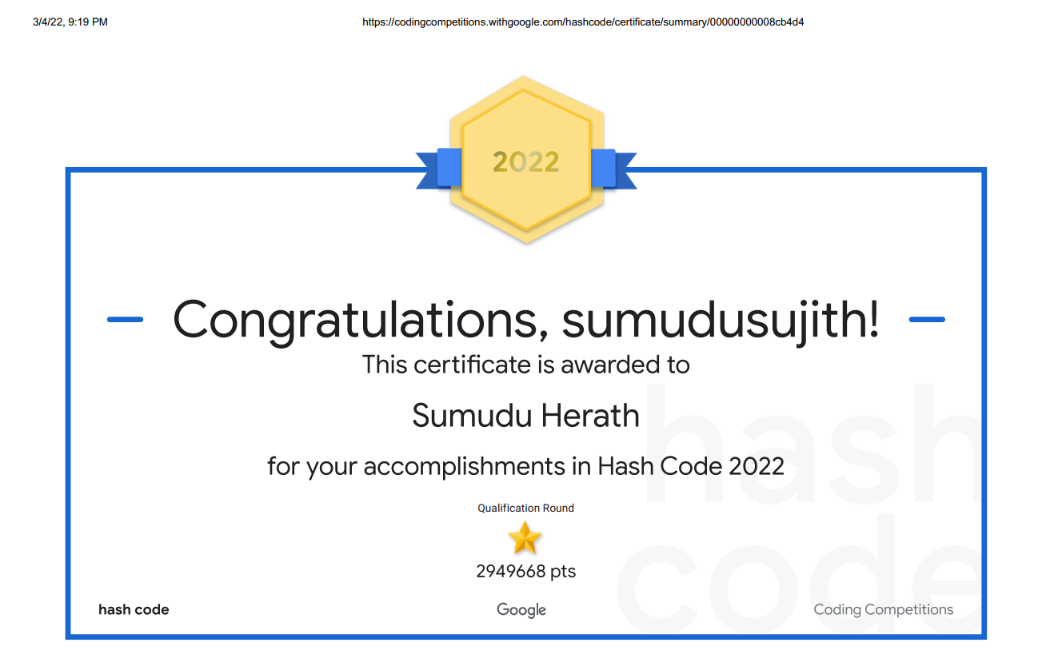 3/4/22, 9:19 PM https://codingcompetitions.withgoogle.com/hashcode/certificate/summary/00000000008cb4d4
2022
Congratulations, sumudusujith!
This certificate is awarded to
Sumudu Herath
for your accomplishments in Hash Code 2022
Qualification Round
2949668 pts
hash code Google Coding Competitions
hash
code